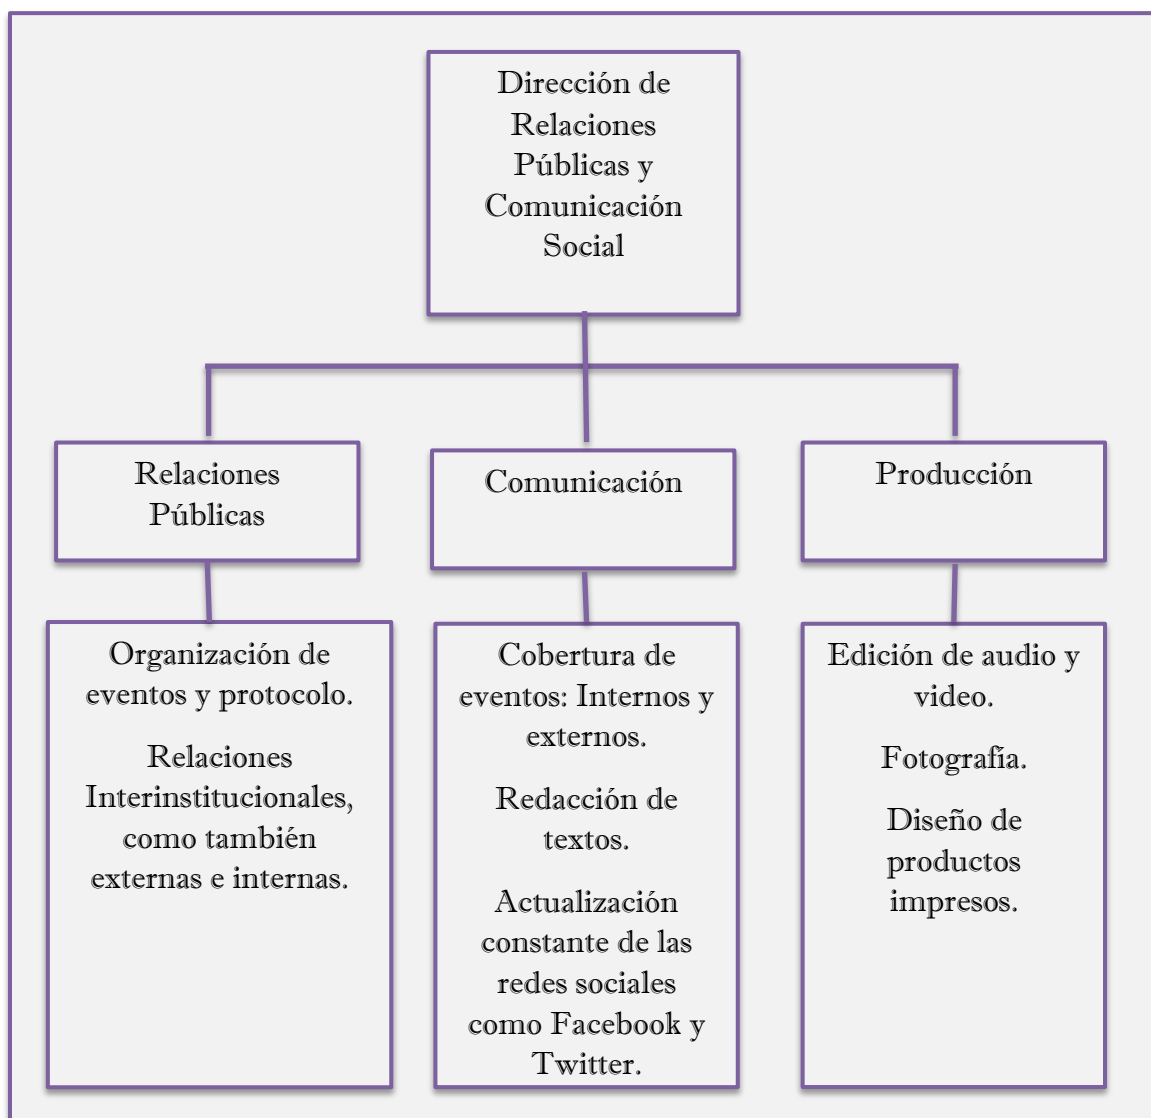 Dirección de
Relaciones
Públicas y
Comunicación
Social
Relaciones
Públicas
Comunicación
Producción
Organización de
eventos y protocolo.
Relaciones
Interinstitucionales,
como también
externas e internas.
Cobertura de
eventos: Internos y
externos.
Redacción de
textos.
Actualización
constante de las
redes sociales
como Facebook y
Twitter.
Edición de audio y
video.
Fotografía.
Diseño de
productos
impresos.